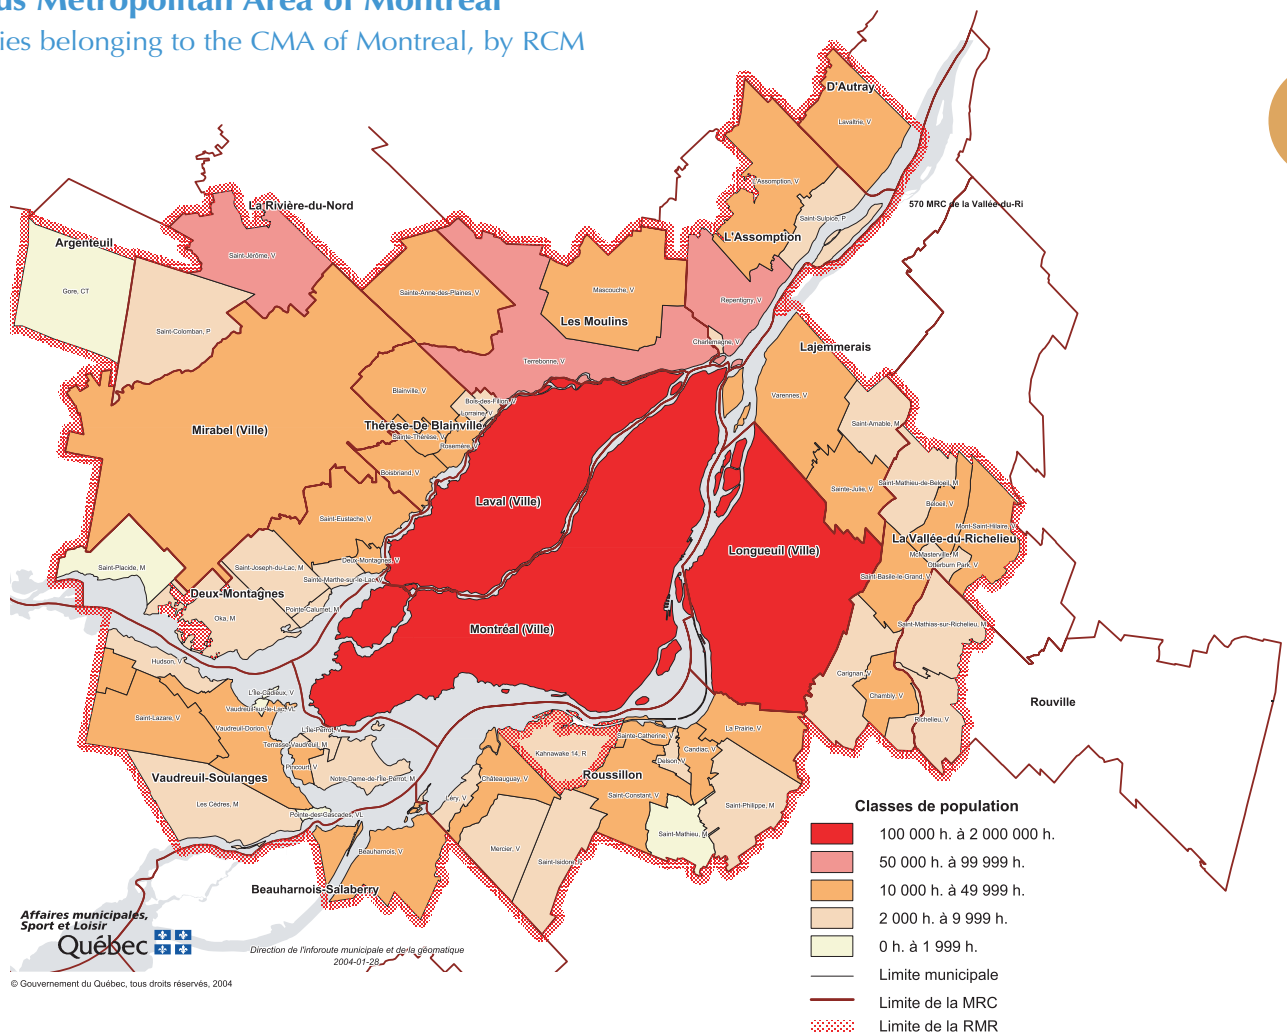 us Metropolitan Area of Montréal
ies belonging to the CMA of Montreal, by RCM
D'Autray
Lavaltrie, V
Assomption, V
570 MRC de la Vallée-du-Ri
La Rivière-du-Nord
Saint-Sulpice, P
L'Assomption
Argenteuil
Saint-Jérôme, V
Gore, CT
Sainte-Anne-des-Plaines, V
Mascouche, V
Repentigny, V
Les Moulins
Saint-Colomban, P
Charlemagne, V
Lajemmerais
Terrebonne, V
Blainville, V
Varennes, V
Bois-des-Filion, V
Lorraine, V
Saint-Amable, M
Thérèse-De Blainville
Mirabel (Ville)
Sainte-Thérèse, V
Rosemère, V
Boisbriand, V
Saint-Mathieu-de-Beloeil, M
Sainte-Julie, V
Laval (Ville)
Beloeil, V
Saint-Eustache, V
Mont-Saint-Hilaire, V
La Vallée-du-Richelieu
Longueuil (Ville)
McMasterville, M
Deux-Montagnes, V
Otterburn Park, V
Saint-Placide, M
Saint-Joseph-du-Lac, M
Saint-Basile-le-Grand, V
Sainte-Marthe-sur-le-Lac, V
Deux-Montagnes
Pointe-Calumet, M
Oka, M
Saint-Mathias-sur-Richelieu, M
Montréal (Ville)
Hudson, V
Carignan, V
L'Île-Cadieux, V
Chambly, V
Rouville
Vaudreuil-sur-le-Lac, VL
Saint-Lazare, V
Richelieu, V
Vaudreuil-Dorion, V
L'Île-Perrot, V
La Prairie, V
Sainte-Catherine, V
Terrasse-Vaudreuil, M
Candiac, V
Kahnawake 14, R
Delson, V
Pincourt, V
Roussillon
Vaudreuil-Soulanges
Notre-Dame-de-l'Île-Perrot, M
Châteauguay, V
Saint-Constant, V
Léry, V
Les Cèdres, M
Saint-Philippe, M
Pointe-des-Cascades, VL
Saint-Mathieu, M
Mercier, V
Beauharnois, V
Saint-Isidore, P
Beauharnois-Salaberry
Classes de population
100 000 h. à 2 000 000 h.
50 000 h. à 99 999 h.
10 000 h. à 49 999 h.
2 000 h. à 9 999 h.
0 h. à 1 999 h.
Limite municipale
Limite de la MRC
Limite de la RMR
Affaires municipales,
Sport et Loisir
Québec
Direction de l'inforoute municipale et de la géomatique
2004-01-28
© Gouvernement du Québec, tous droits réservés, 2004